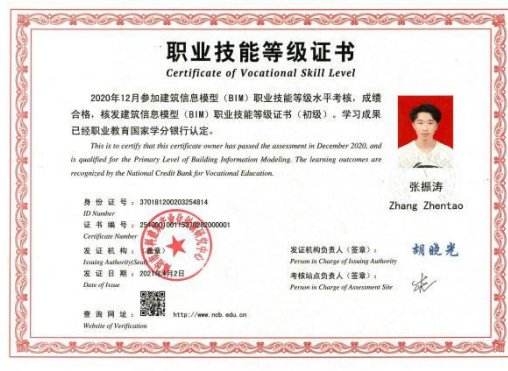 职业技能等级证书
Certificate of Vocational Skill Level
2020年12月参加建筑信息模型（BIM）职业技能等级水平考核，成绩
合格，核发建筑信息模型（BIM）职业技能等级证书（初级）。学习成果
已经职业教育国家学分银行认定。
This is to certify that this certificate owner has passed the assessment in December 2020, and
is qualified for the Primary Level of Building Information Modeling. The learning outcomes are
recognized by the National Credit Bank for Vocational Education.
张振涛
Zhang Zhentao
身份证号：370181200203254814
ID Number
证书编号：
Certificate Number
发证机构：（盖章）
Issuing Authority(Seal)
发证日期：2021年4月2日
Date of Issue
查询网址：http://www.ncb.edu.cn
Website of Verification
发证机构负责人（签章）：胡晓光
Person in Charge of Issuing Authority
考核站点负责人（签章）：
Person in Charge of Assessment Site